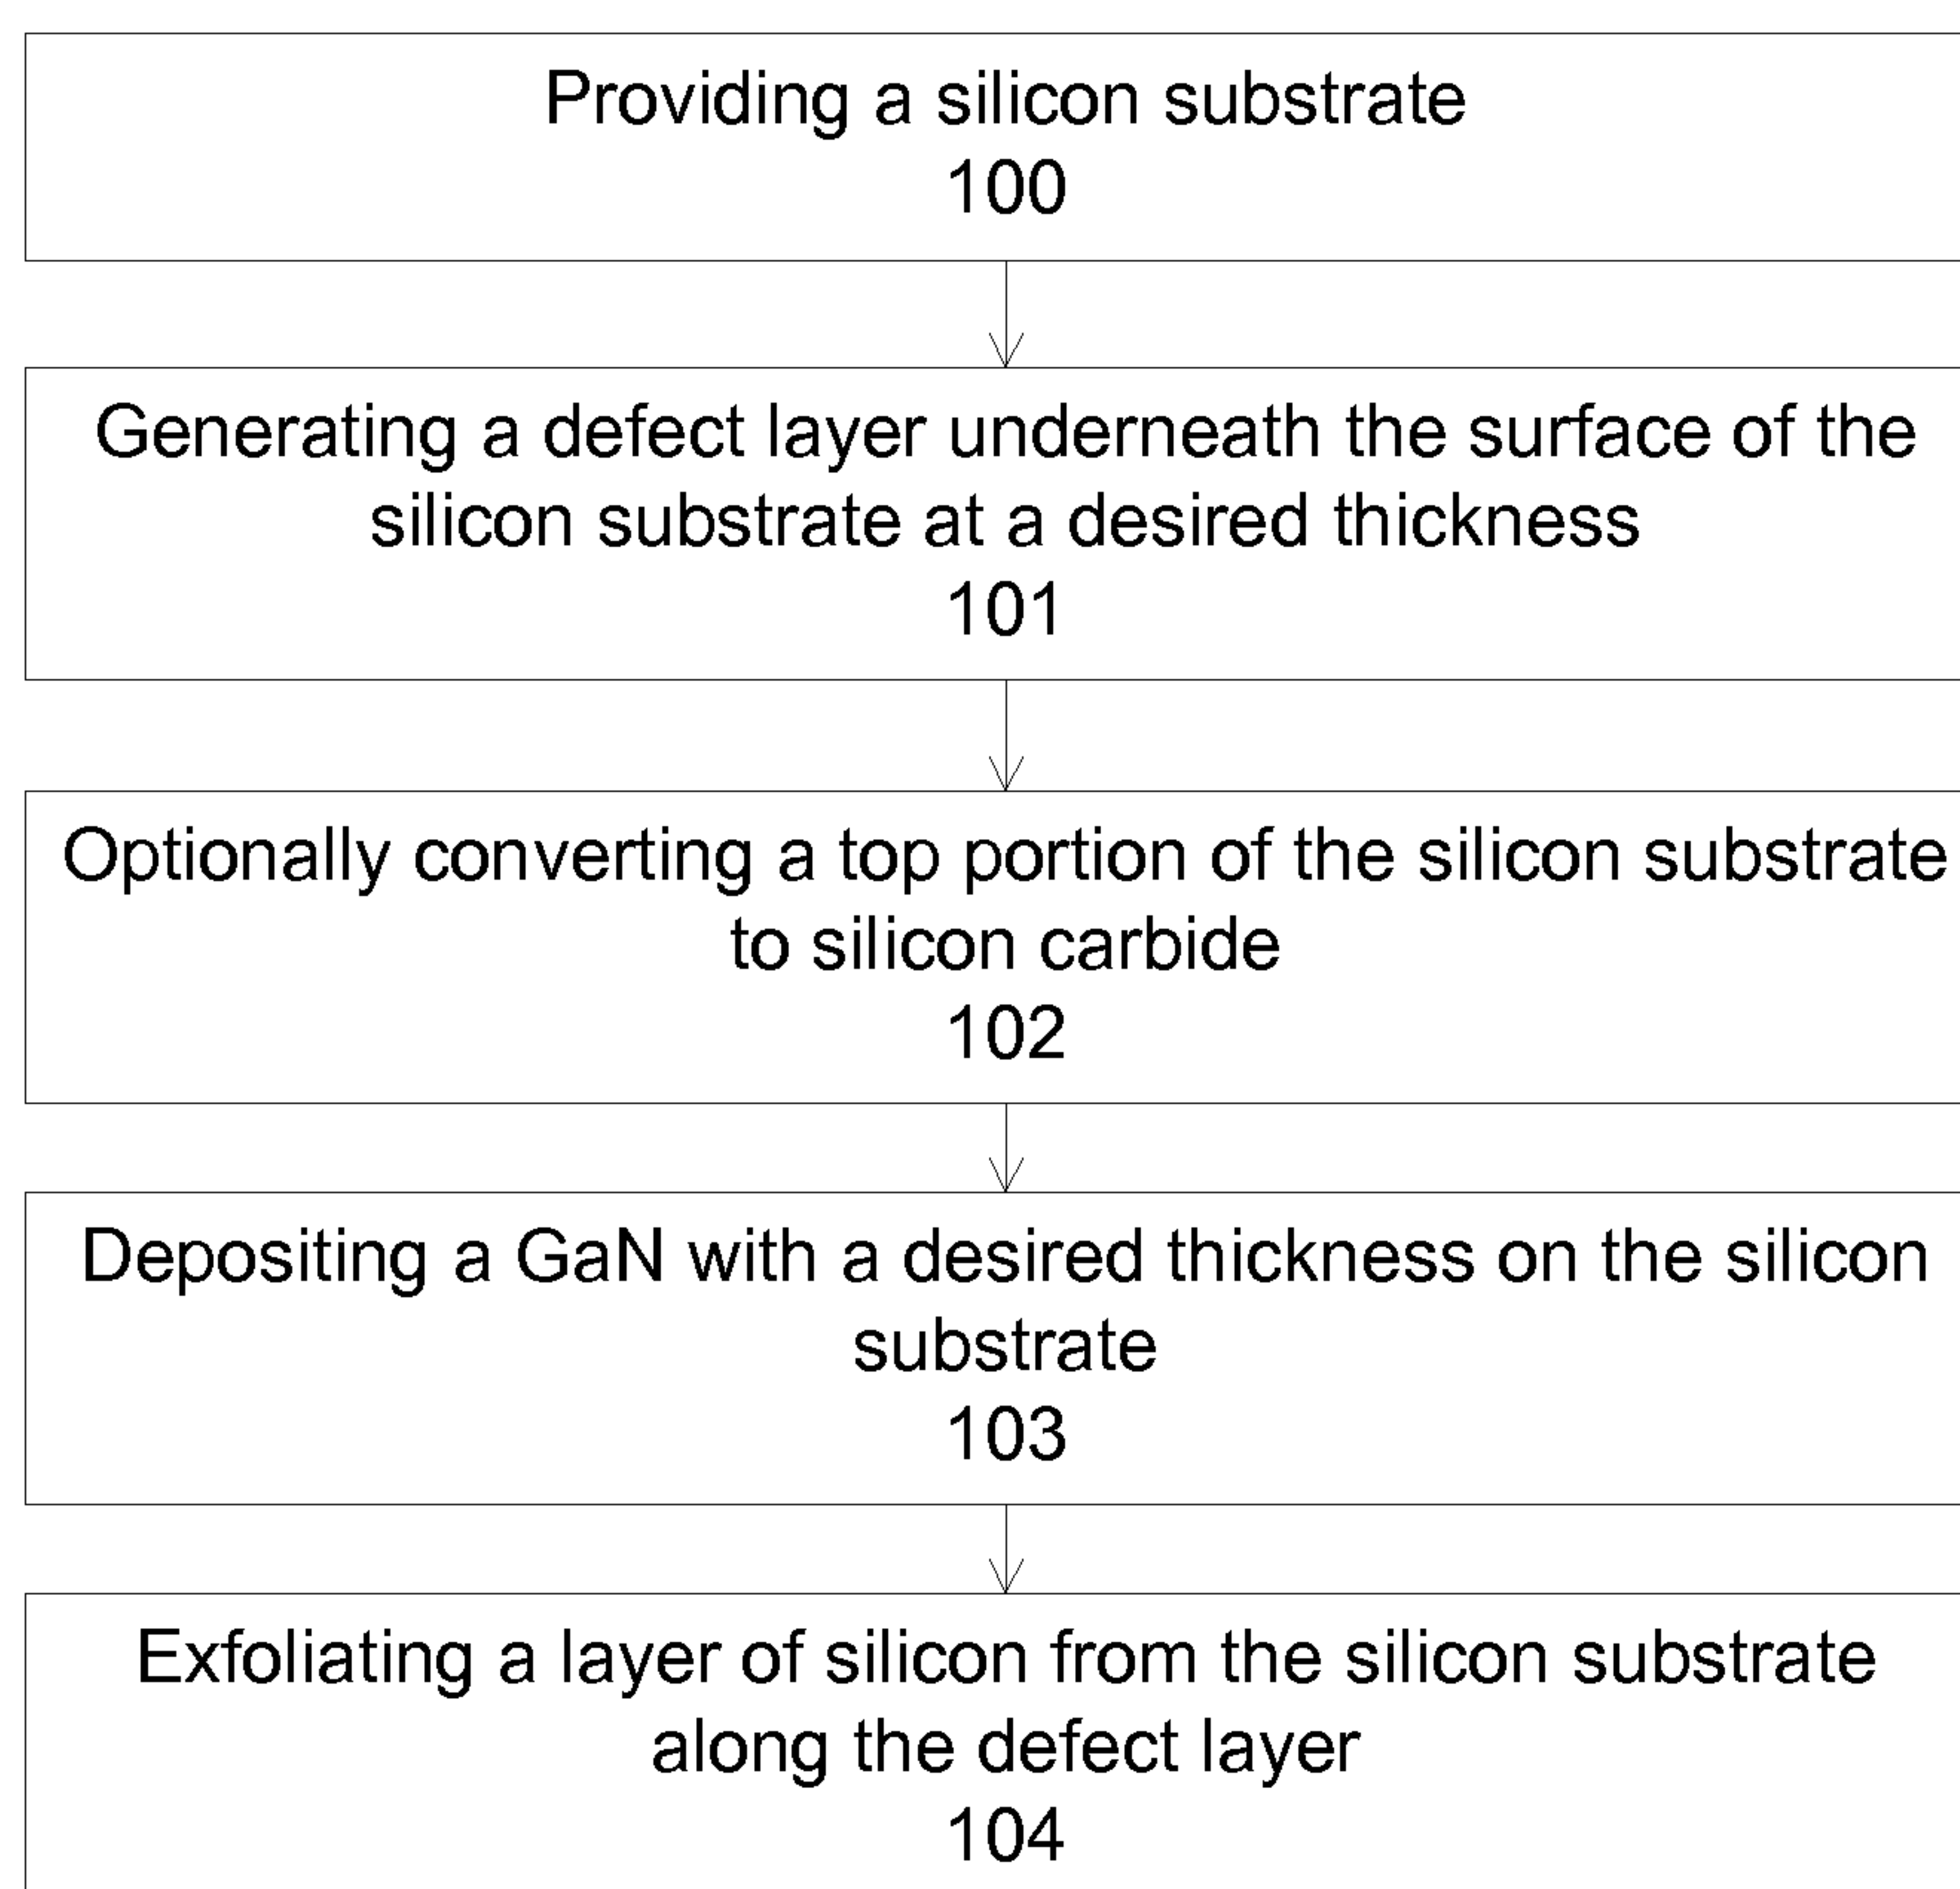 Providing a silicon substrate
100
Generating a defect layer underneath the surface of the
silicon substrate at a desired thickness
101
Optionally converting a top portion of the silicon substrate
to silicon carbide
102
Depositing a GaN with a desired thickness on the silicon
substrate
103
Exfoliating a layer of silicon from the silicon substrate
along the defect layer
104